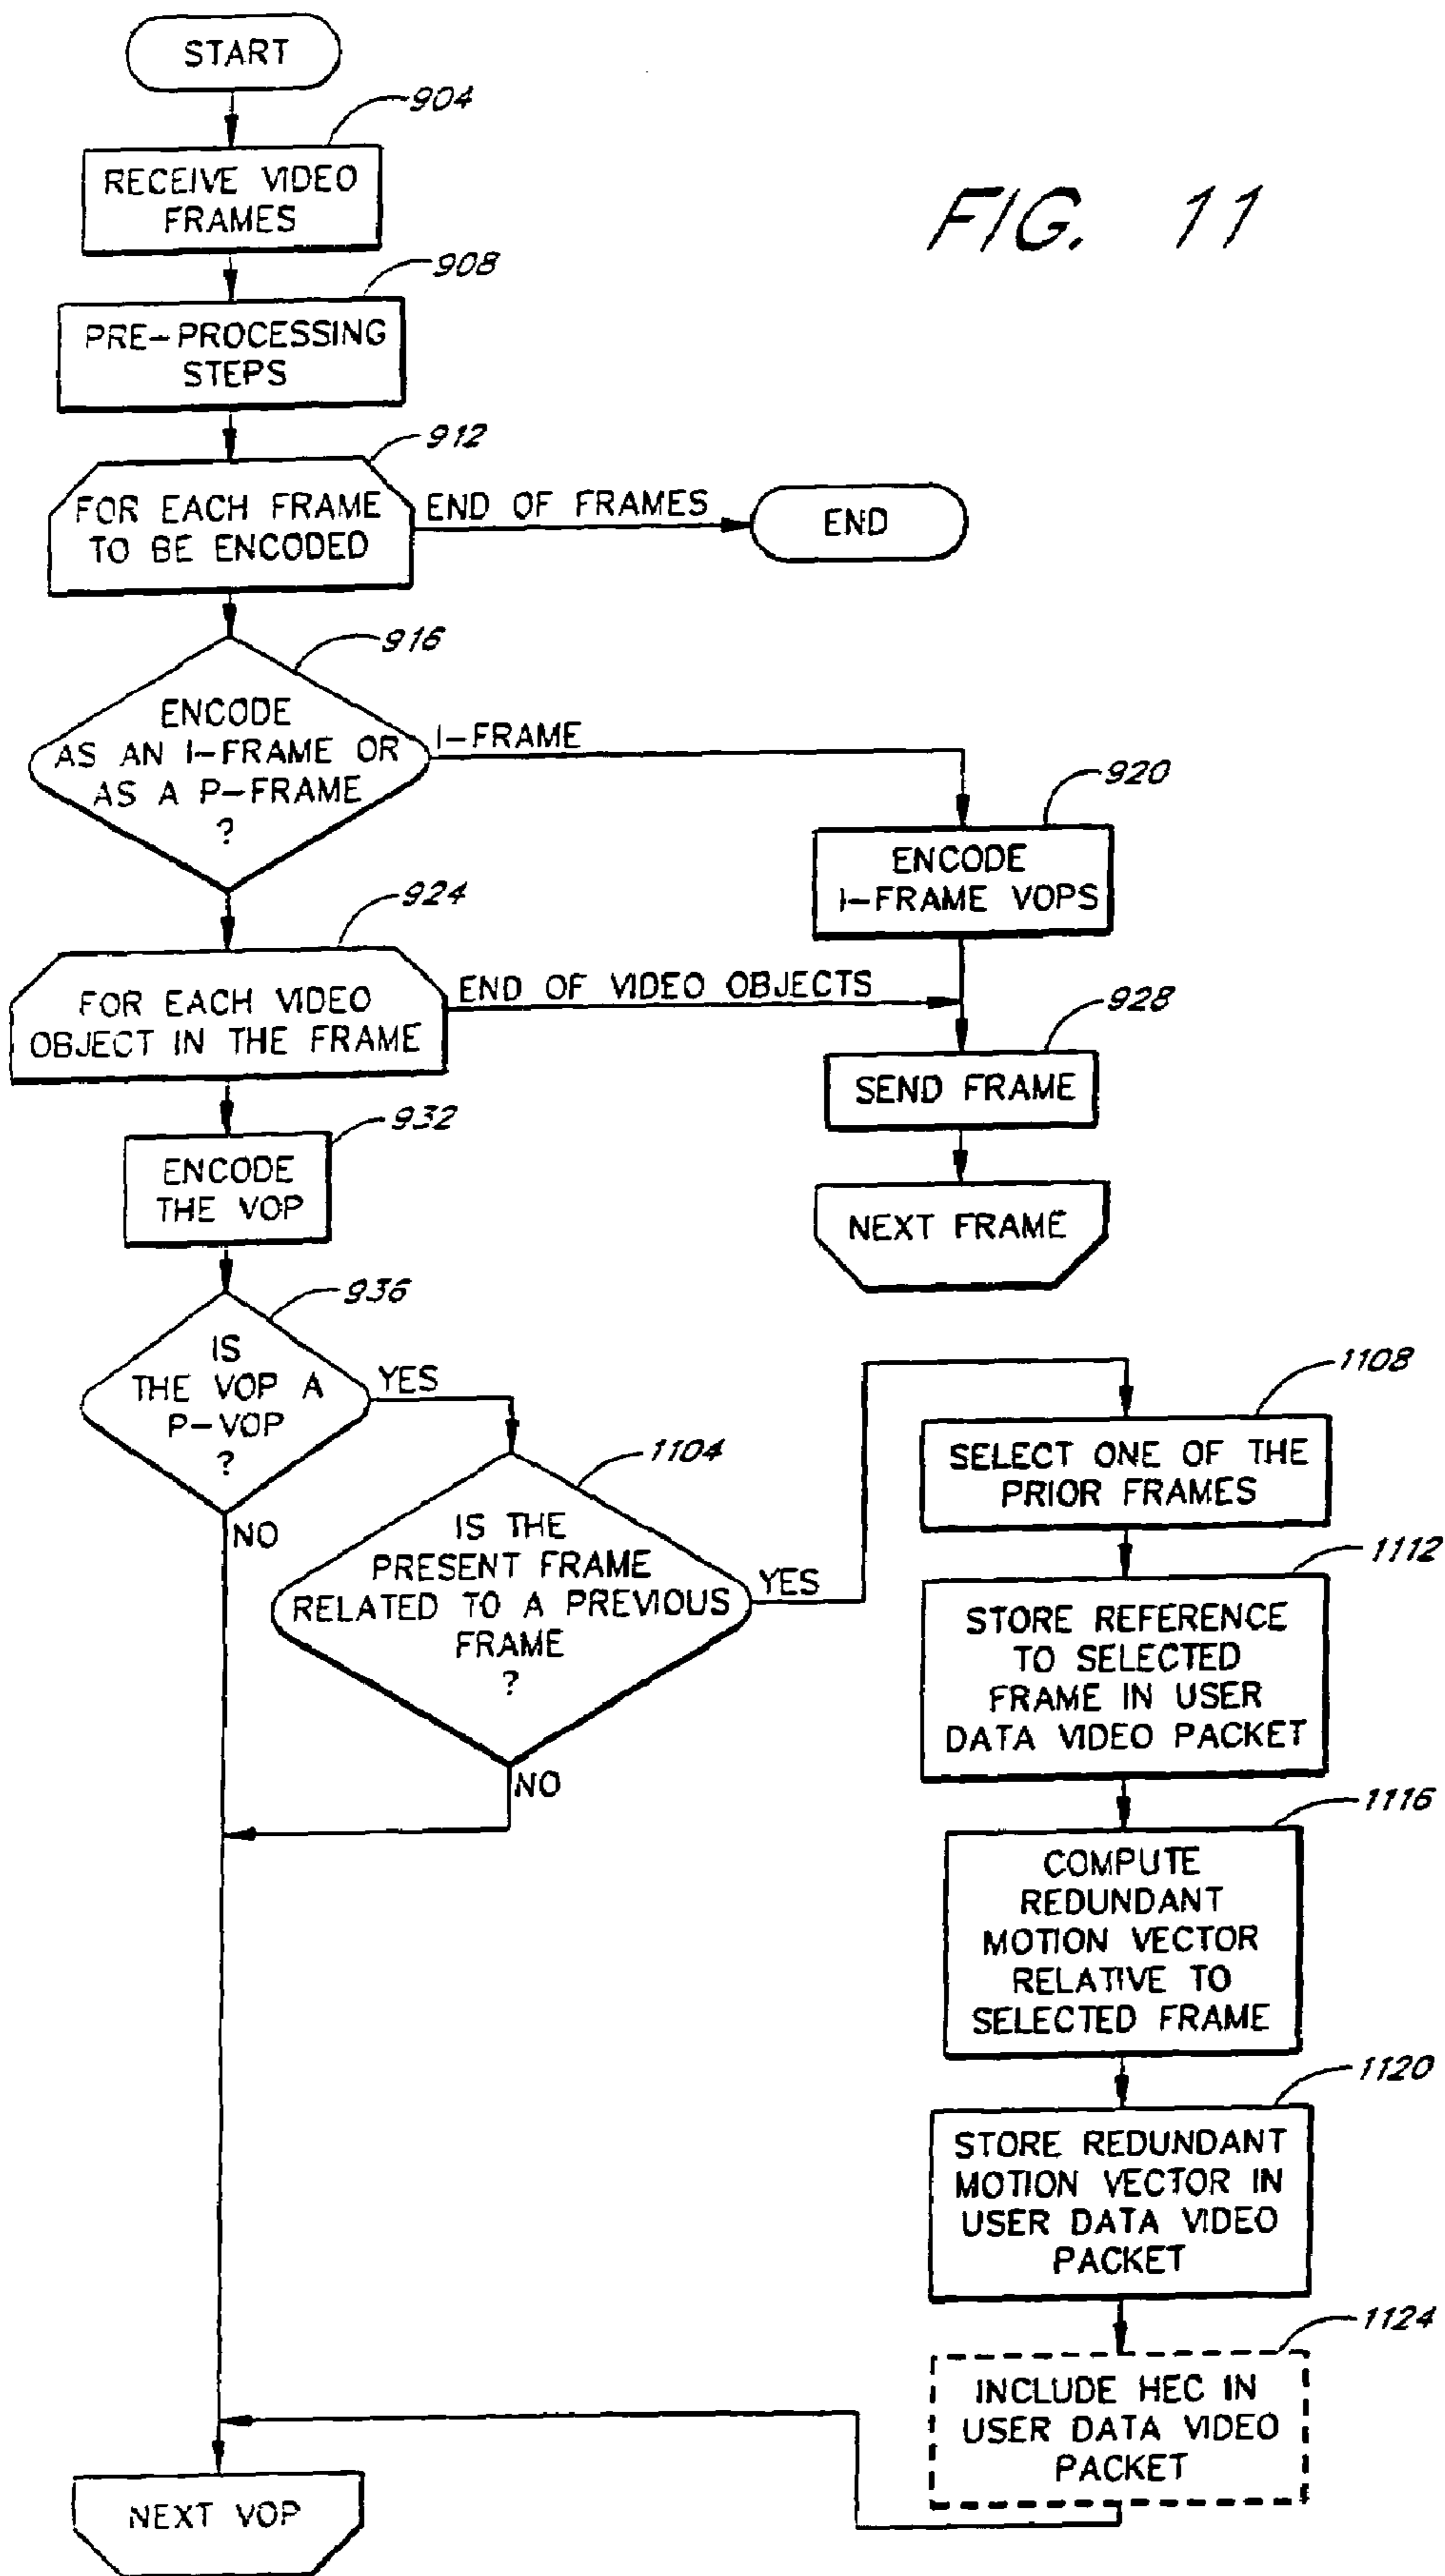 START
904
RECEIVE VIDEO
FRAMES
FIG. 11
908
PRE-PROCESSING
STEPS
912
FOR EACH FRAME
TO BE ENCODED
END OF FRAMES
END
916
ENCODE
AS AN I-FRAME OR
AS A P-FRAME
?
I-FRAME
920
ENCODE
I-FRAME VOPS
924
FOR EACH VIDEO
OBJECT IN THE FRAME
END OF VIDEO OBJECTS
928
SEND FRAME
932
ENCODE
THE VOP
NEXT FRAME
936
IS
THE VOP A
P-VOP
?
YES
NO
1104
IS THE
PRESENT FRAME
RELATED TO A PREVIOUS
FRAME
?
YES
NO
1108
SELECT ONE OF THE
PRIOR FRAMES
1112
STORE REFERENCE
TO SELECTED
FRAME IN USER
DATA VIDEO PACKET
1116
COMPUTE
REDUNDANT
MOTION VECTOR
RELATIVE TO
SELECTED FRAME
1120
STORE REDUNDANT
MOTION VECTOR IN
USER DATA VIDEO
PACKET
1124
INCLUDE HEC IN
USER DATA VIDEO
PACKET
NEXT VOP